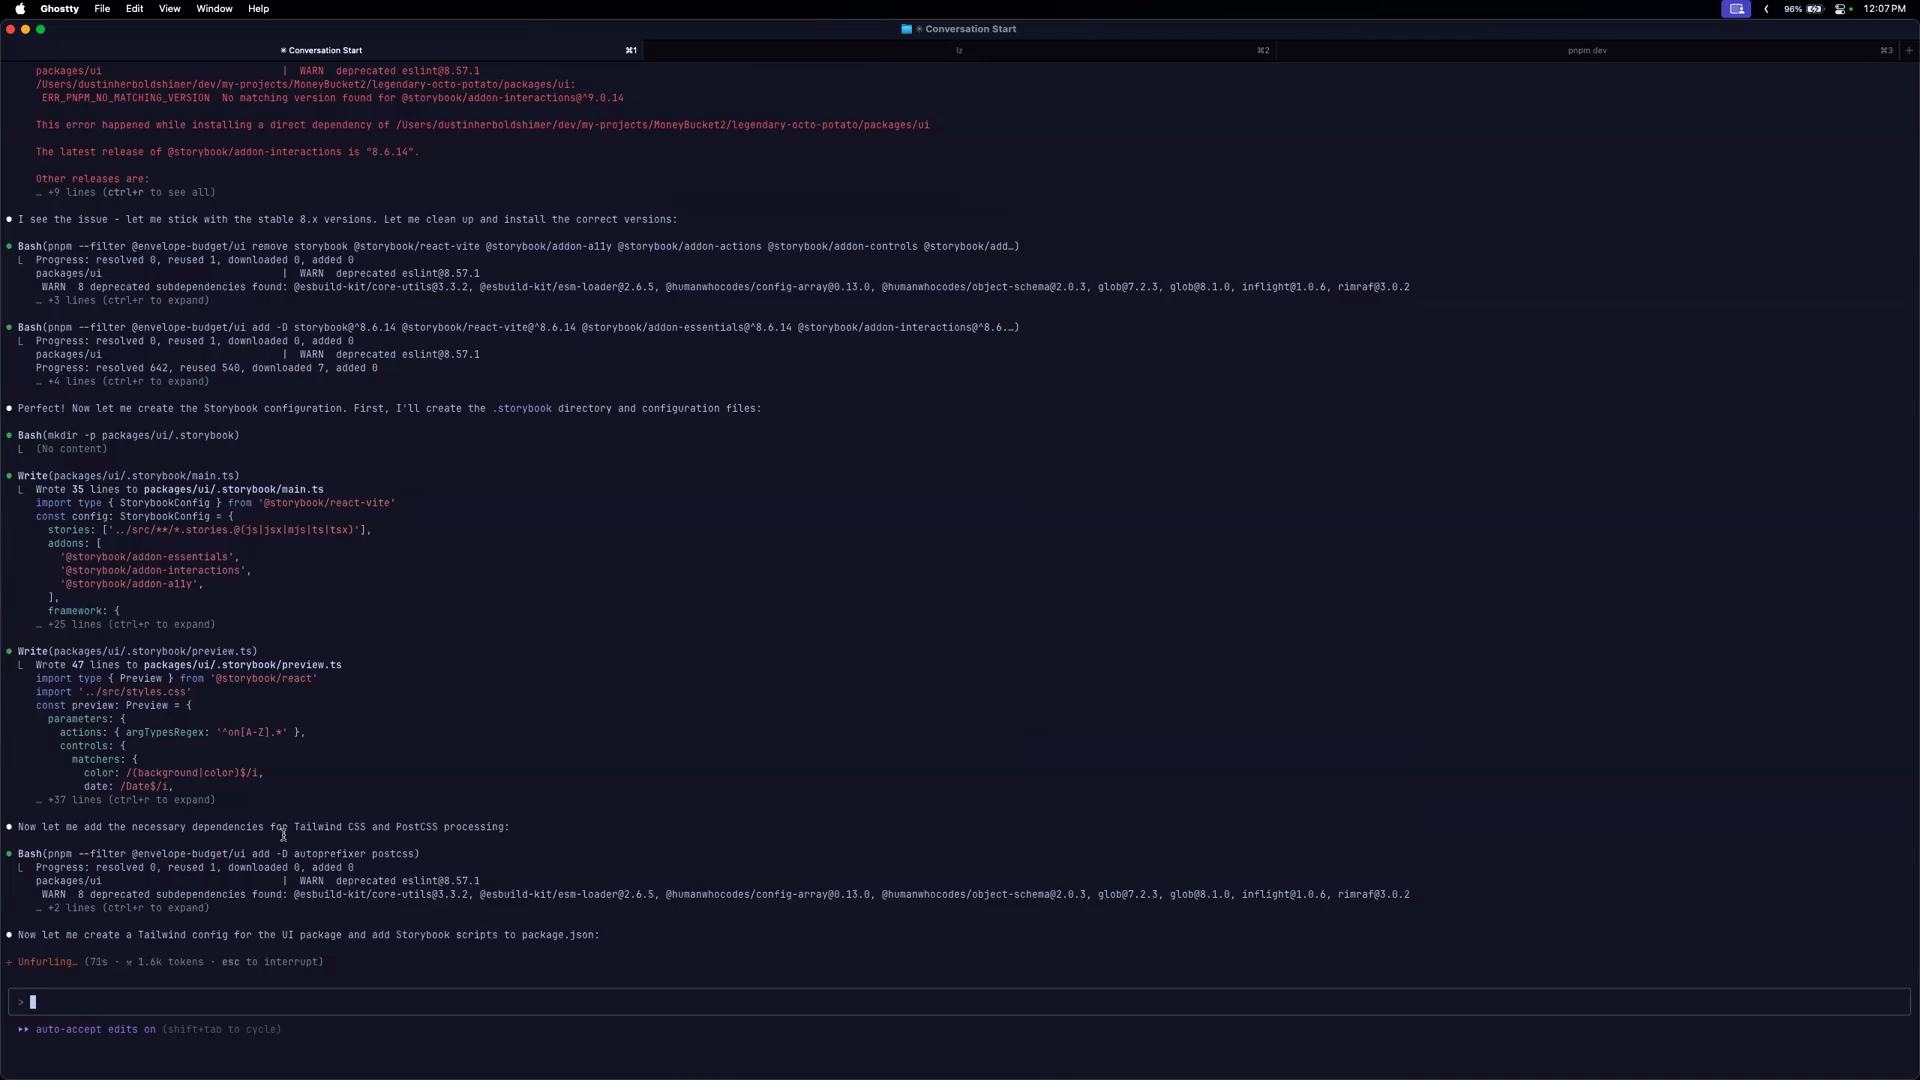 Ghostty File Edit View Window Help 96% 12:07 PM
✳ Conversation Start
✳ Conversation Start ⌘1 lz ⌘2 pnpm dev ⌘3 +
packages/ui | WARN deprecated eslint@8.57.1
/Users/dustinherboldshimer/dev/my-projects/MoneyBucket2/legendary-octo-potato/packages/ui:
ERR_PNPM_NO_MATCHING_VERSION No matching version found for @storybook/addon-interactions@^9.0.14
This error happened while installing a direct dependency of /Users/dustinherboldshimer/dev/my-projects/MoneyBucket2/legendary-octo-potato/packages/ui
The latest release of @storybook/addon-interactions is "8.6.14".
Other releases are:
… +9 lines (ctrl+r to see all)
● I see the issue - let me stick with the stable 8.x versions. Let me clean up and install the correct versions:
● Bash(pnpm --filter @envelope-budget/ui remove storybook @storybook/react-vite @storybook/addon-a11y @storybook/addon-actions @storybook/addon-controls @storybook/add…)
⎿ Progress: resolved 0, reused 1, downloaded 0, added 0
packages/ui | WARN deprecated eslint@8.57.1
WARN 8 deprecated subdependencies found: @esbuild-kit/core-utils@3.3.2, @esbuild-kit/esm-loader@2.6.5, @humanwhocodes/config-array@0.13.0, @humanwhocodes/object-schema@2.0.3, glob@7.2.3, glob@8.1.0, inflight@1.0.6, rimraf@3.0.2
… +3 lines (ctrl+r to expand)
● Bash(pnpm --filter @envelope-budget/ui add -D storybook@^8.6.14 @storybook/react-vite@^8.6.14 @storybook/addon-essentials@^8.6.14 @storybook/addon-interactions@^8.6.…)
⎿ Progress: resolved 0, reused 1, downloaded 0, added 0
packages/ui | WARN deprecated eslint@8.57.1
Progress: resolved 642, reused 540, downloaded 7, added 0
… +4 lines (ctrl+r to expand)
● Perfect! Now let me create the Storybook configuration. First, I'll create the .storybook directory and configuration files:
● Bash(mkdir -p packages/ui/.storybook)
⎿ (No content)
● Write(packages/ui/.storybook/main.ts)
⎿ Wrote 35 lines to packages/ui/.storybook/main.ts
import type { StorybookConfig } from '@storybook/react-vite'
const config: StorybookConfig = {
stories: ['../src/**/*.stories.@(js|jsx|mjs|ts|tsx)'],
addons: [
'@storybook/addon-essentials',
'@storybook/addon-interactions',
'@storybook/addon-a11y',
],
framework: {
… +25 lines (ctrl+r to expand)
● Write(packages/ui/.storybook/preview.ts)
⎿ Wrote 47 lines to packages/ui/.storybook/preview.ts
import type { Preview } from '@storybook/react'
import '../src/styles.css'
const preview: Preview = {
parameters: {
actions: { argTypesRegex: '^on[A-Z].*' },
controls: {
matchers: {
color: /(background|color)$/i,
date: /Date$/i,
… +37 lines (ctrl+r to expand)
● Now let me add the necessary dependencies for Tailwind CSS and PostCSS processing:
● Bash(pnpm --filter @envelope-budget/ui add -D autoprefixer postcss)
⎿ Progress: resolved 0, reused 1, downloaded 0, added 0
packages/ui | WARN deprecated eslint@8.57.1
WARN 8 deprecated subdependencies found: @esbuild-kit/core-utils@3.3.2, @esbuild-kit/esm-loader@2.6.5, @humanwhocodes/config-array@0.13.0, @humanwhocodes/object-schema@2.0.3, glob@7.2.3, glob@8.1.0, inflight@1.0.6, rimraf@3.0.2
… +2 lines (ctrl+r to expand)
● Now let me create a Tailwind config for the UI package and add Storybook scripts to package.json:
✢ Unfurling… (71s · ⚒ 1.6k tokens · esc to interrupt)
>
⏵⏵ auto-accept edits on (shift+tab to cycle)